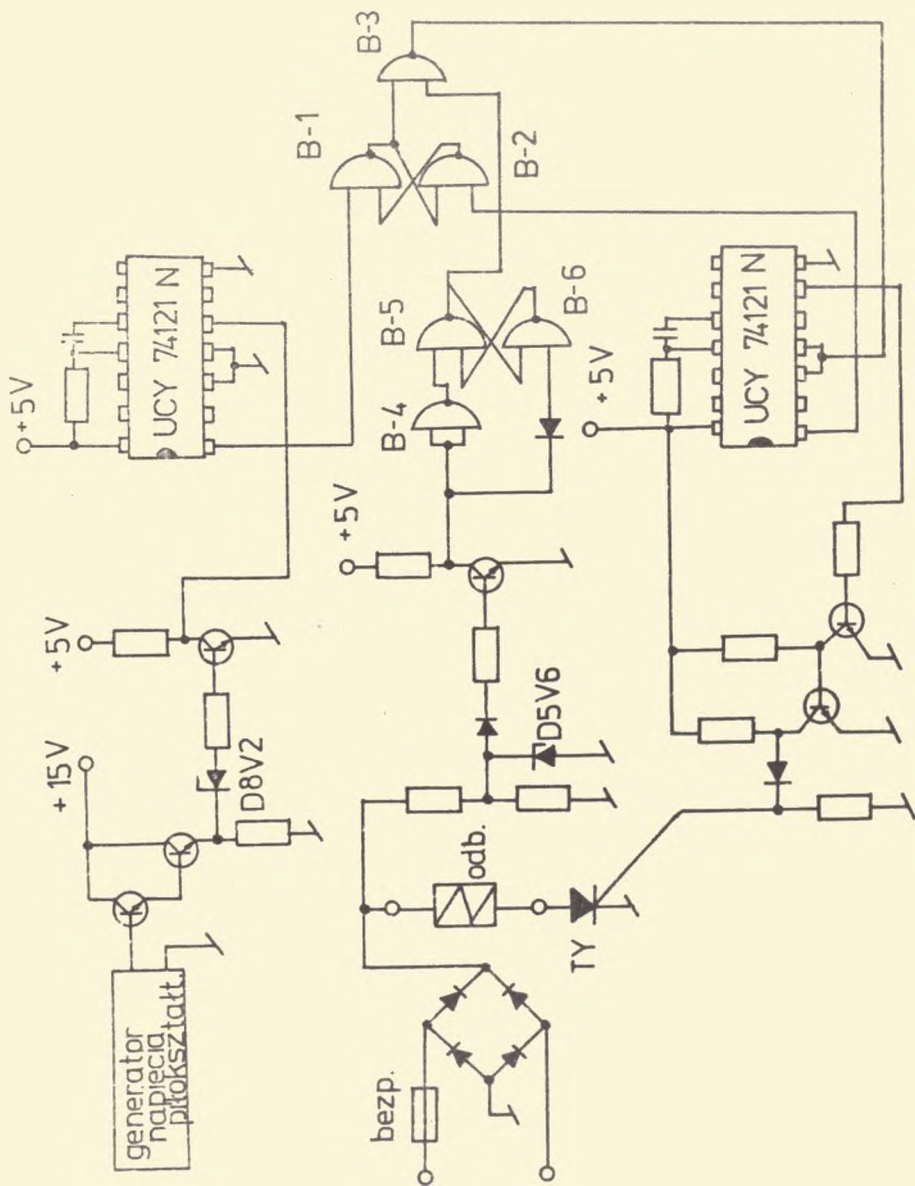 generator
napięcia
piłokształt.
+15V
D8V2
+5V
+5V
UCY 74121 N
B-1
B-2
B-3
bezp.
odb.
TY
D5V6
+5V
B-4
B-5
B-6
+5V
UCY 74121 N